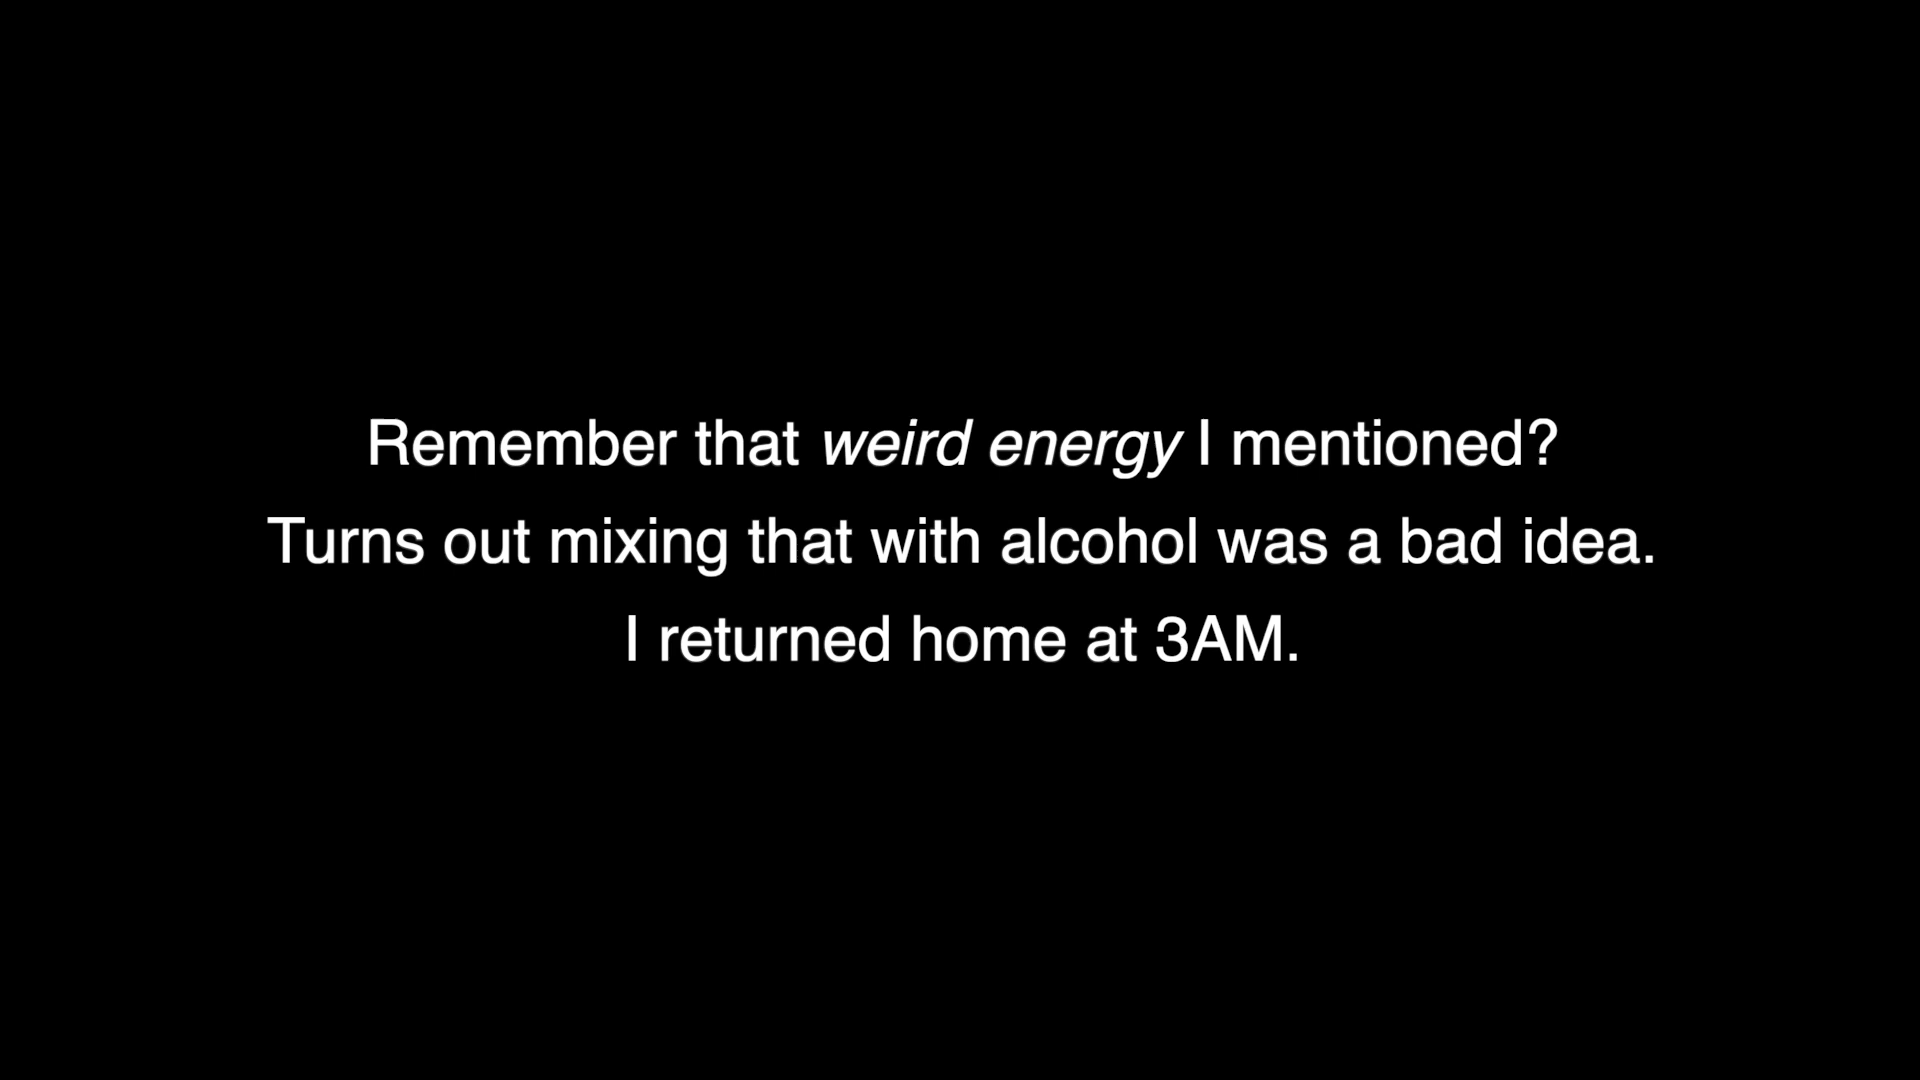 Remember that weird energy I mentioned?
Turns out mixing that with alcohol was a bad idea.
I returned home at 3AM.